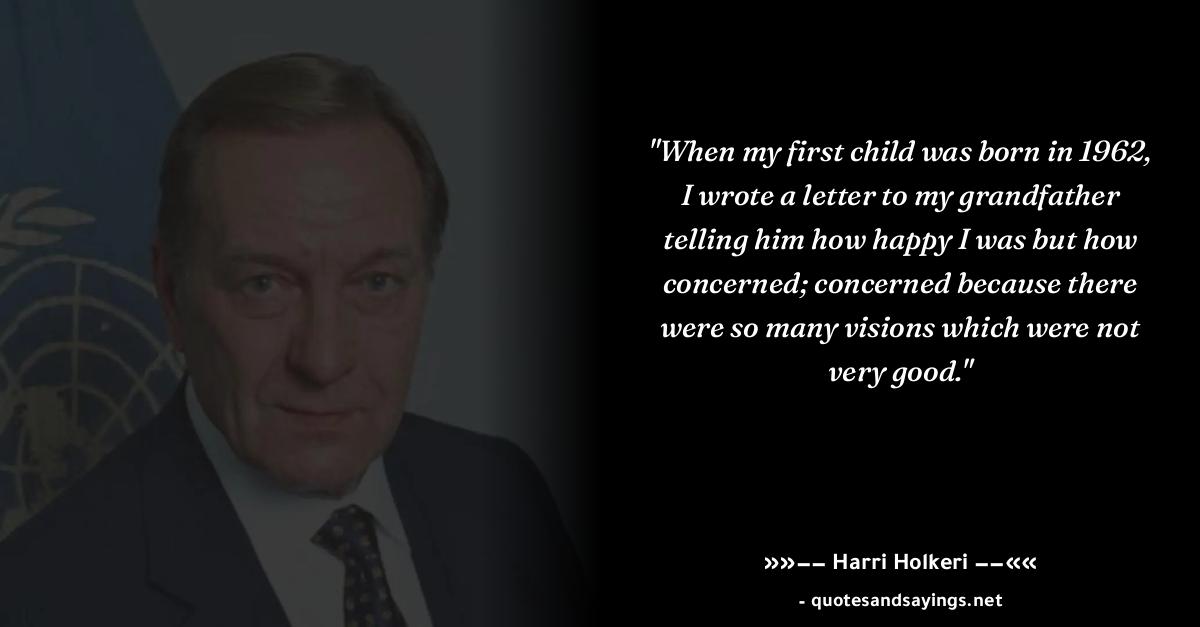 "When my first child was born in 1962,
I wrote a letter to my grandfather
telling him how happy I was but how
concerned; concerned because there
were so many visions which were not
very good."
»»−− Harri Holkeri −−««
- quotesandsayings.net